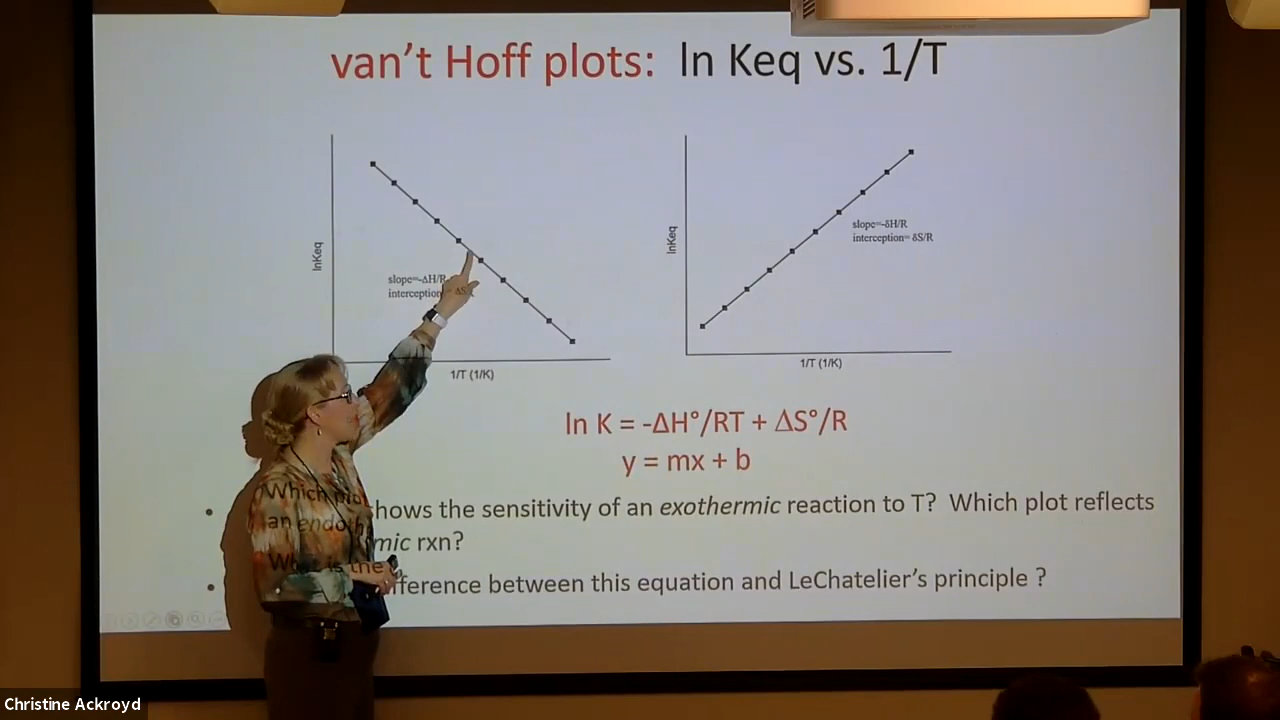 van't Hoff plots: ln Keq vs. 1/T
lnKeq
slope=-ΔH/R
interception= ΔS
1/T (1/K)
lnKeq
slope=-δH/R
interception= δS/R
1/T (1/K)
ln K = -ΔH°/RT + ΔS°/R
y = mx + b
• Which plot shows the sensitivity of an exothermic reaction to T? Which plot reflects
an endothermic rxn?
• What is the difference between this equation and LeChatelier's principle ?
Christine Ackroyd